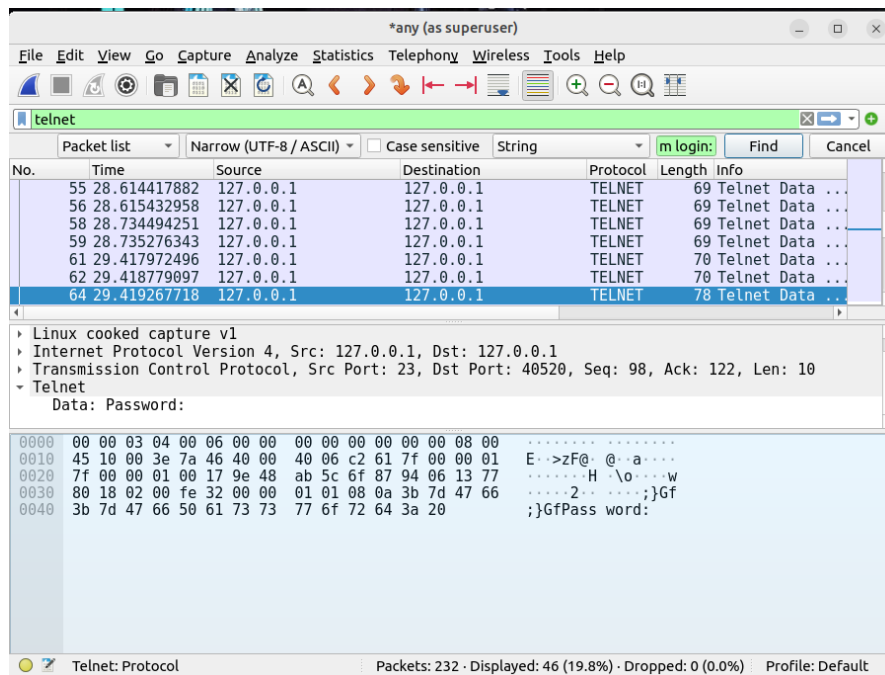 *any (as superuser)
File Edit View Go Capture Analyze Statistics Telephony Wireless Tools Help
telnet
Packet list Narrow (UTF-8 / ASCII) Case sensitive String m login: Find Cancel
No. Time Source Destination Protocol Length Info
55 28.614417882 127.0.0.1 127.0.0.1 TELNET 69 Telnet Data ...
56 28.615432958 127.0.0.1 127.0.0.1 TELNET 69 Telnet Data ...
58 28.734494251 127.0.0.1 127.0.0.1 TELNET 69 Telnet Data ...
59 28.735276343 127.0.0.1 127.0.0.1 TELNET 69 Telnet Data ...
61 29.417972496 127.0.0.1 127.0.0.1 TELNET 70 Telnet Data ...
62 29.418779097 127.0.0.1 127.0.0.1 TELNET 70 Telnet Data ...
64 29.419267718 127.0.0.1 127.0.0.1 TELNET 78 Telnet Data ...
Linux cooked capture v1
Internet Protocol Version 4, Src: 127.0.0.1, Dst: 127.0.0.1
Transmission Control Protocol, Src Port: 23, Dst Port: 40520, Seq: 98, Ack: 122, Len: 10
Telnet
Data: Password:
0000 00 00 03 04 00 06 00 00 00 00 00 00 00 00 08 00 ········ ········
0010 45 10 00 3e 7a 46 40 00 40 06 c2 61 7f 00 00 01 E··>zF@· @··a····
0020 7f 00 00 01 00 17 9e 48 ab 5c 6f 87 94 06 13 77 ·······H ·\o····w
0030 80 18 02 00 fe 32 00 00 01 01 08 0a 3b 7d 47 66 ·····2·· ····;}Gf
0040 3b 7d 47 66 50 61 73 73 77 6f 72 64 3a 20 ;}GfPass word:
Telnet: Protocol Packets: 232 · Displayed: 46 (19.8%) · Dropped: 0 (0.0%) Profile: Default